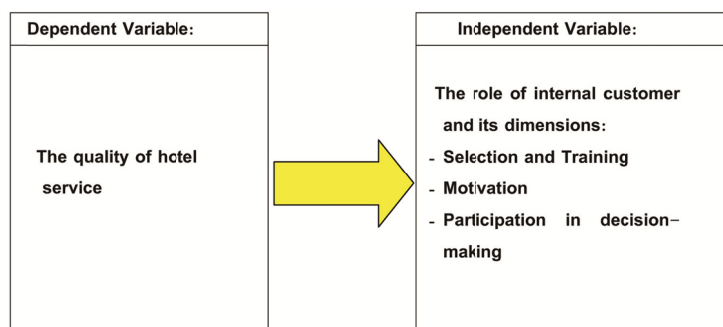 Dependent Variable:
The quality of hotel
service
Independent Variable:
The role of internal customer
and its dimensions:
- Selection and Training
- Motivation
- Participation in decision-
making